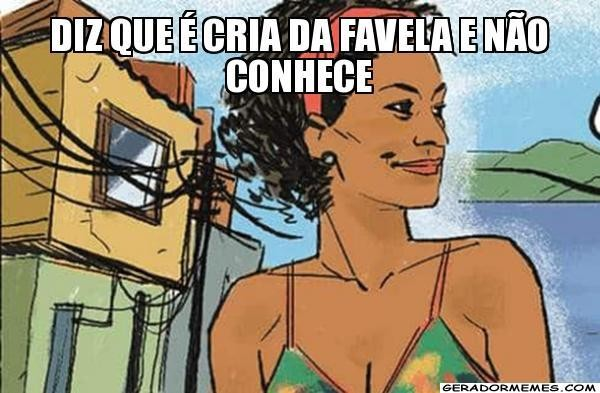 DIZ QUE É CRIA DA FAVELA E NÃO
CONHECE
GERADORMEMES.COM